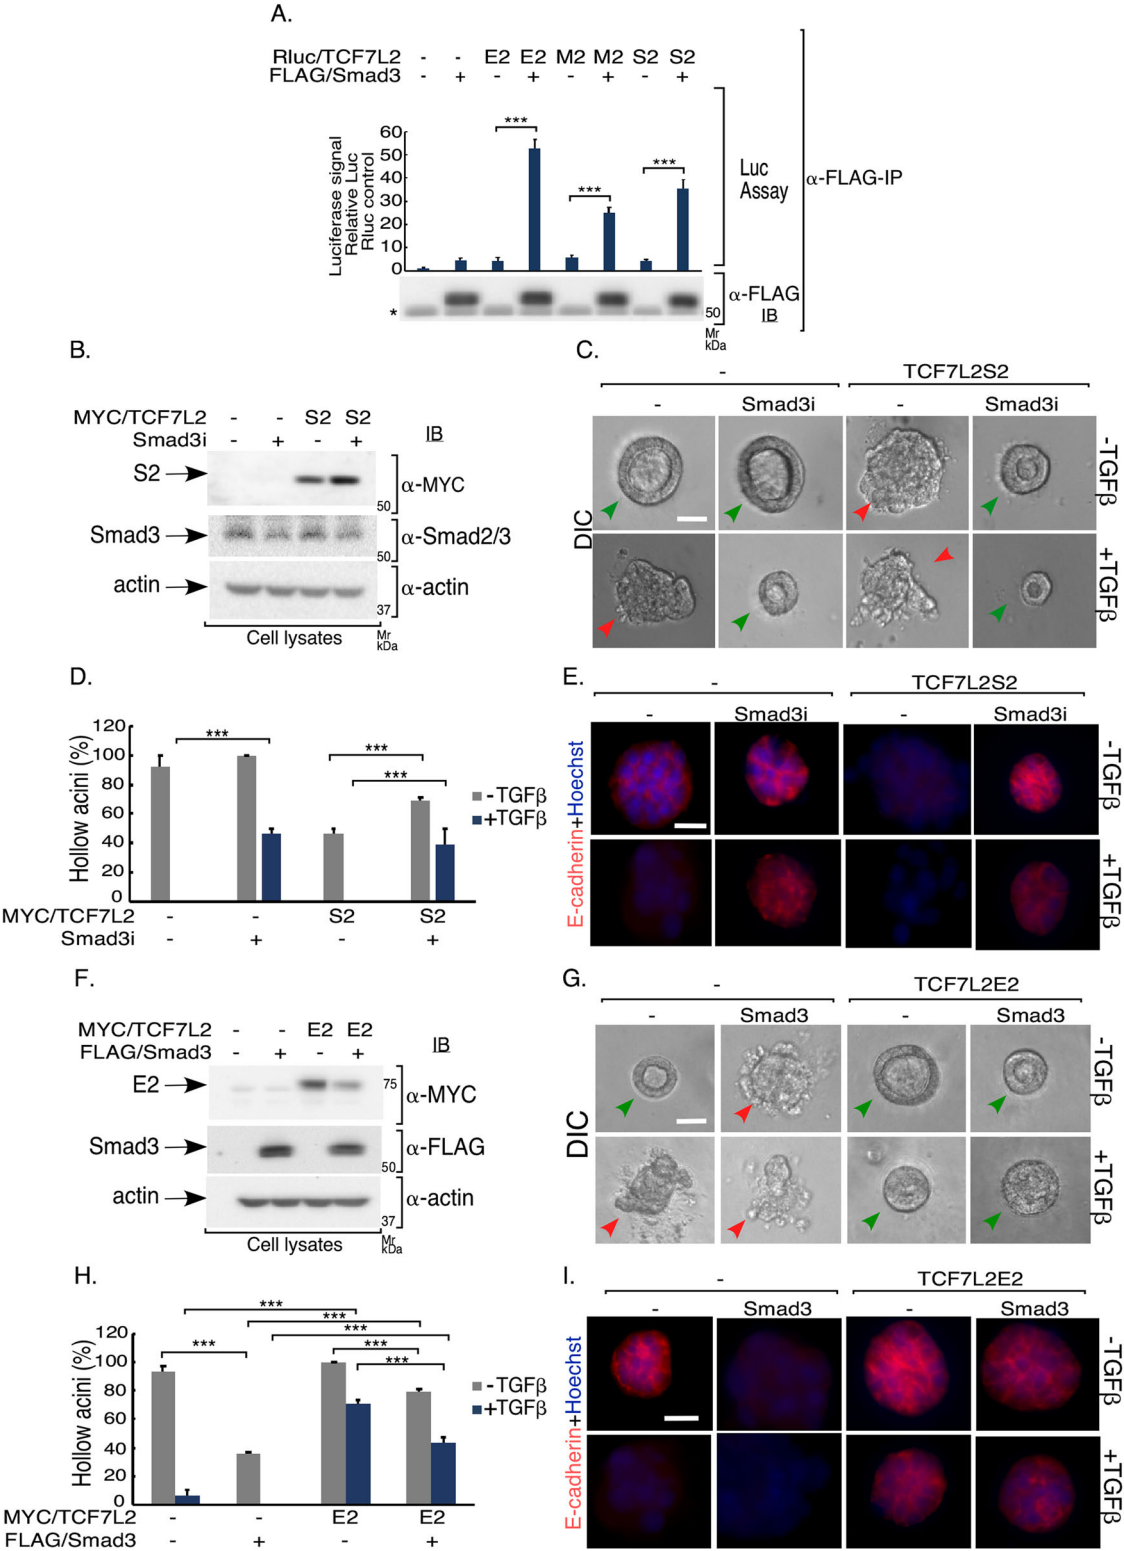 A.
Rluc/TCF7L2 - - E2 E2 M2 M2 S2 S2
FLAG/Smad3 - + - + - + - +
Luciferase signal
Relative Luc
Rluc control
60
50
40
30
20
10
0
*** *** ***
Luc
Assay
α-FLAG-IP
*
50
α-FLAG
IB
Mr
kDa
B.
MYC/TCF7L2 - - S2 S2
Smad3i - + - +
IB
S2
50
α-MYC
Smad3
50
α-Smad2/3
actin
37
α-actin
Cell lysates
Mr
kDa
C.
- TCF7L2S2
- Smad3i - Smad3i
DIC
-TGFβ
+TGFβ
D.
Hollow acini (%)
120
100
80
60
40
20
0
*** *** ***
-TGFβ
+TGFβ
MYC/TCF7L2 - - S2 S2
Smad3i - + - +
E.
- TCF7L2S2
- Smad3i - Smad3i
E-cadherin+Hoechst
-TGFβ
+TGFβ
F.
MYC/TCF7L2 - - E2 E2
FLAG/Smad3 - + - +
IB
E2
75
α-MYC
Smad3
50
α-FLAG
actin
37
α-actin
Cell lysates
Mr
kDa
G.
- TCF7L2E2
- Smad3 - Smad3
DIC
-TGFβ
+TGFβ
H.
Hollow acini (%)
120
100
80
60
40
20
0
***
***
***
*** ***
***
-TGFβ
+TGFβ
MYC/TCF7L2 - - E2 E2
FLAG/Smad3 - + - +
I.
- TCF7L2E2
- Smad3 - Smad3
E-cadherin+Hoechst
-TGFβ
+TGFβ